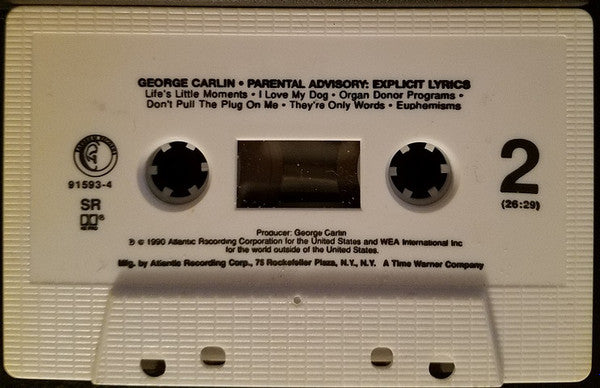 GEORGE CARLIN • PARENTAL ADVISORY: EXPLICIT LYRICS
Life's Little Moments • I Love My Dog • Organ Donor Programs •
Don't Pull The Plug On Me • They're Only Words • Euphemisms
91593-4
SR
2
(26:29)
Producer: George Carlin
℗ © 1990 Atlantic Recording Corporation for the United States and WEA International Inc
for the world outside of the United States.
Mfg. by Atlantic Recording Corp., 75 Rockefeller Plaza, N.Y., N.Y. A Time Warner Company